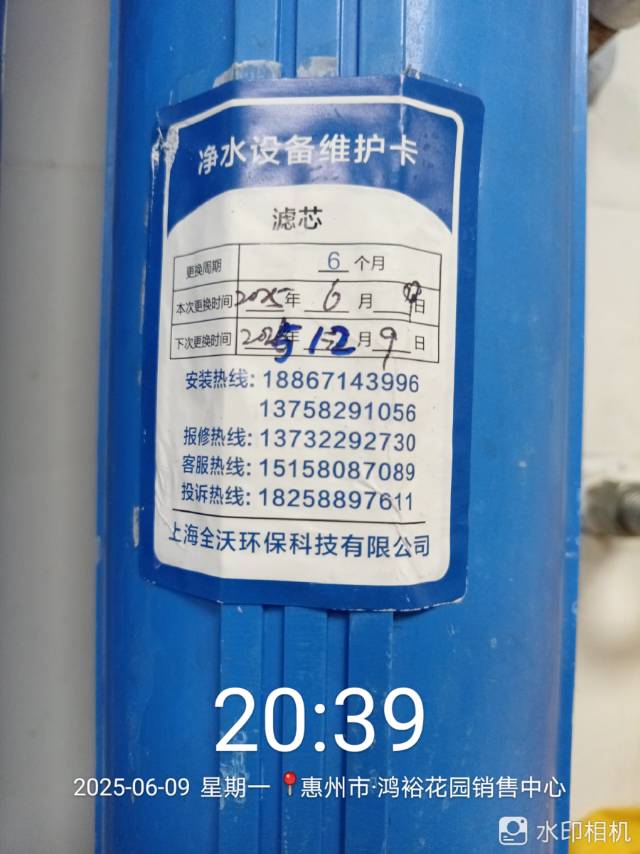 净水设备维护卡
滤芯
更换周期 6 个月
本次更换时间 2025年 6 月 日
下次更换时间 2025年 12 月 9 日
安装热线: 18867143996
13758291056
报修热线: 13732292730
客服热线: 15158087089
投诉热线: 18258897611
上海全沃环保科技有限公司
20:39
2025-06-09 星期一 惠州市·鸿裕花园销售中心
水印相机